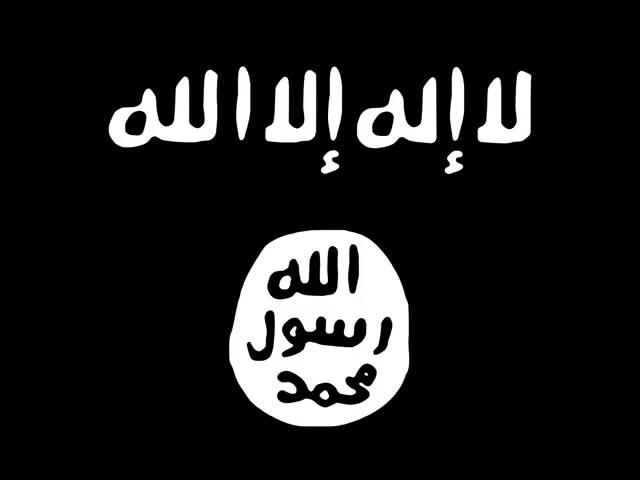 لا إله إلا الله
الله
رسول
محمد